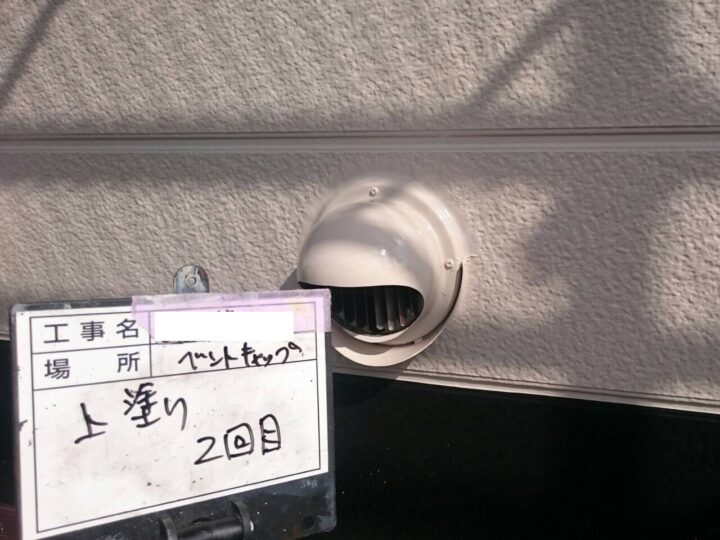 工事名
場所 ベントキャップ
上塗り
2回目